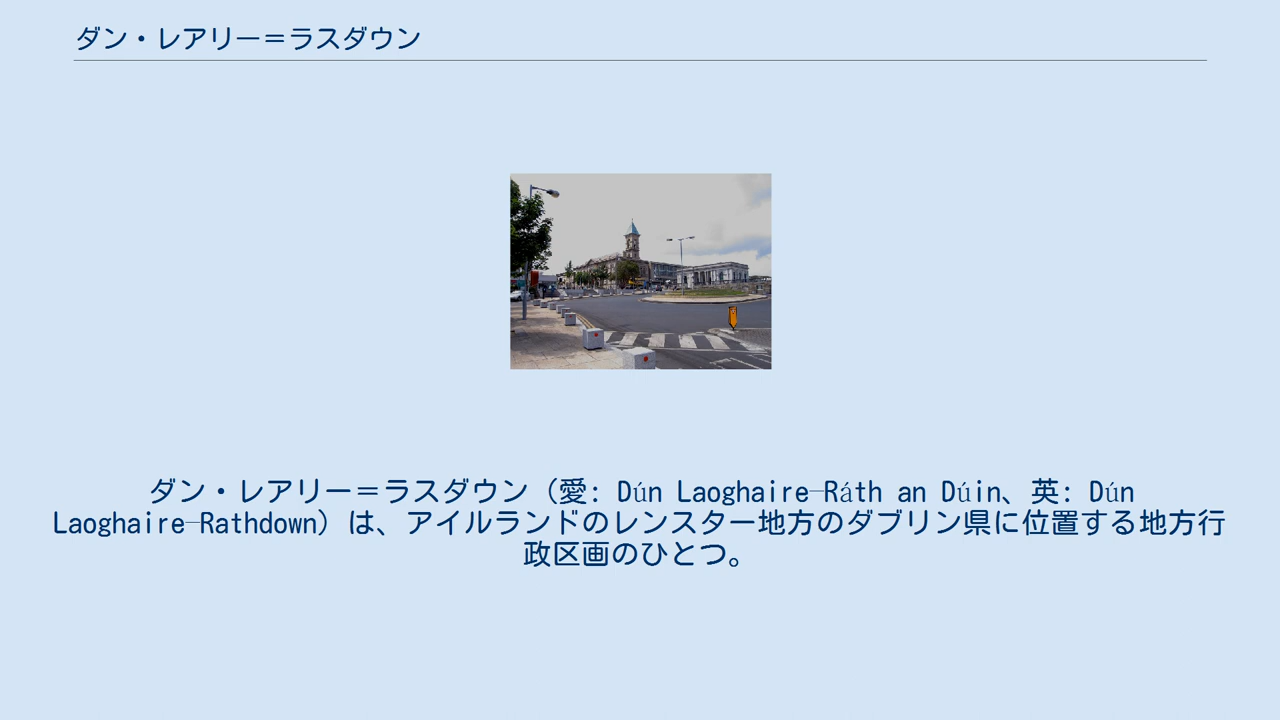 ダン・レアリー＝ラスダウン
ダン・レアリー＝ラスダウン（愛: Dún Laoghaire–Ráth an Dúin、英: Dún
Laoghaire–Rathdown）は、アイルランドのレンスター地方のダブリン県に位置する地方行
政区画のひとつ。